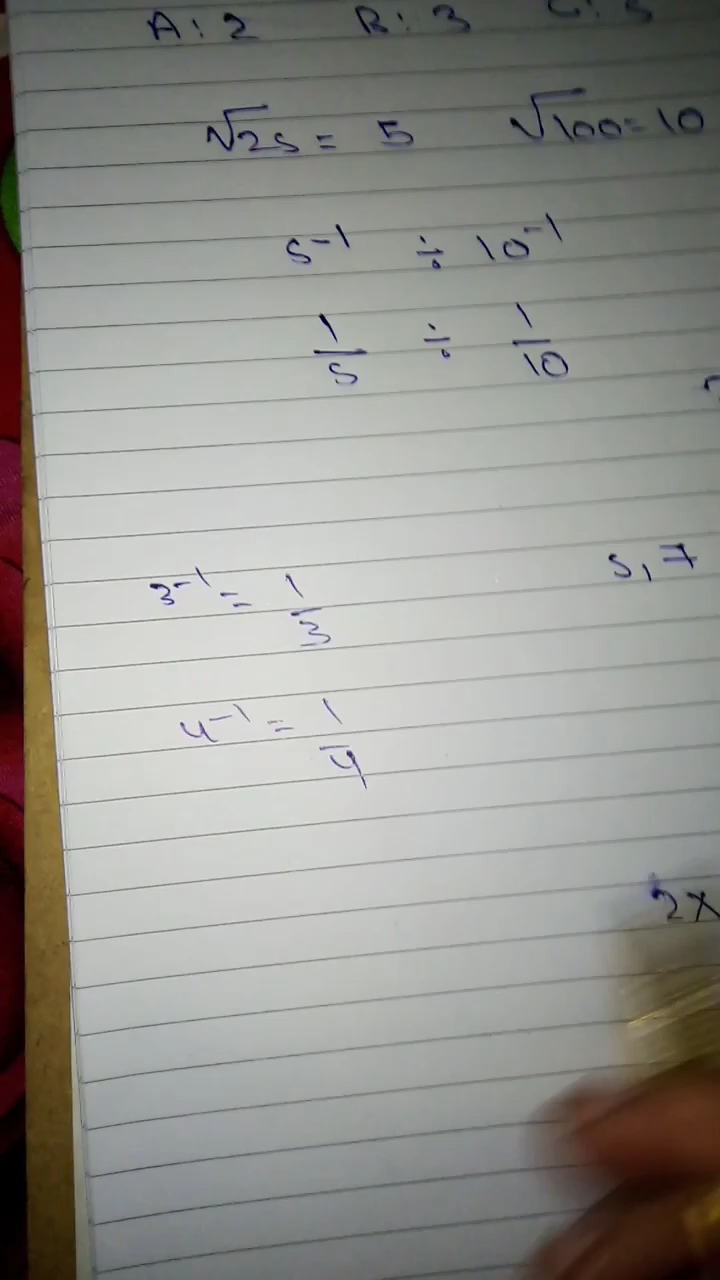 A: 2 B: 3 C: 5
√25 = 5 √100 = 10
5⁻¹ ÷ 10⁻¹
1/5 ÷ 1/10
3⁻¹ = 1/3
5, 7
4⁻¹ = 1/4
2x